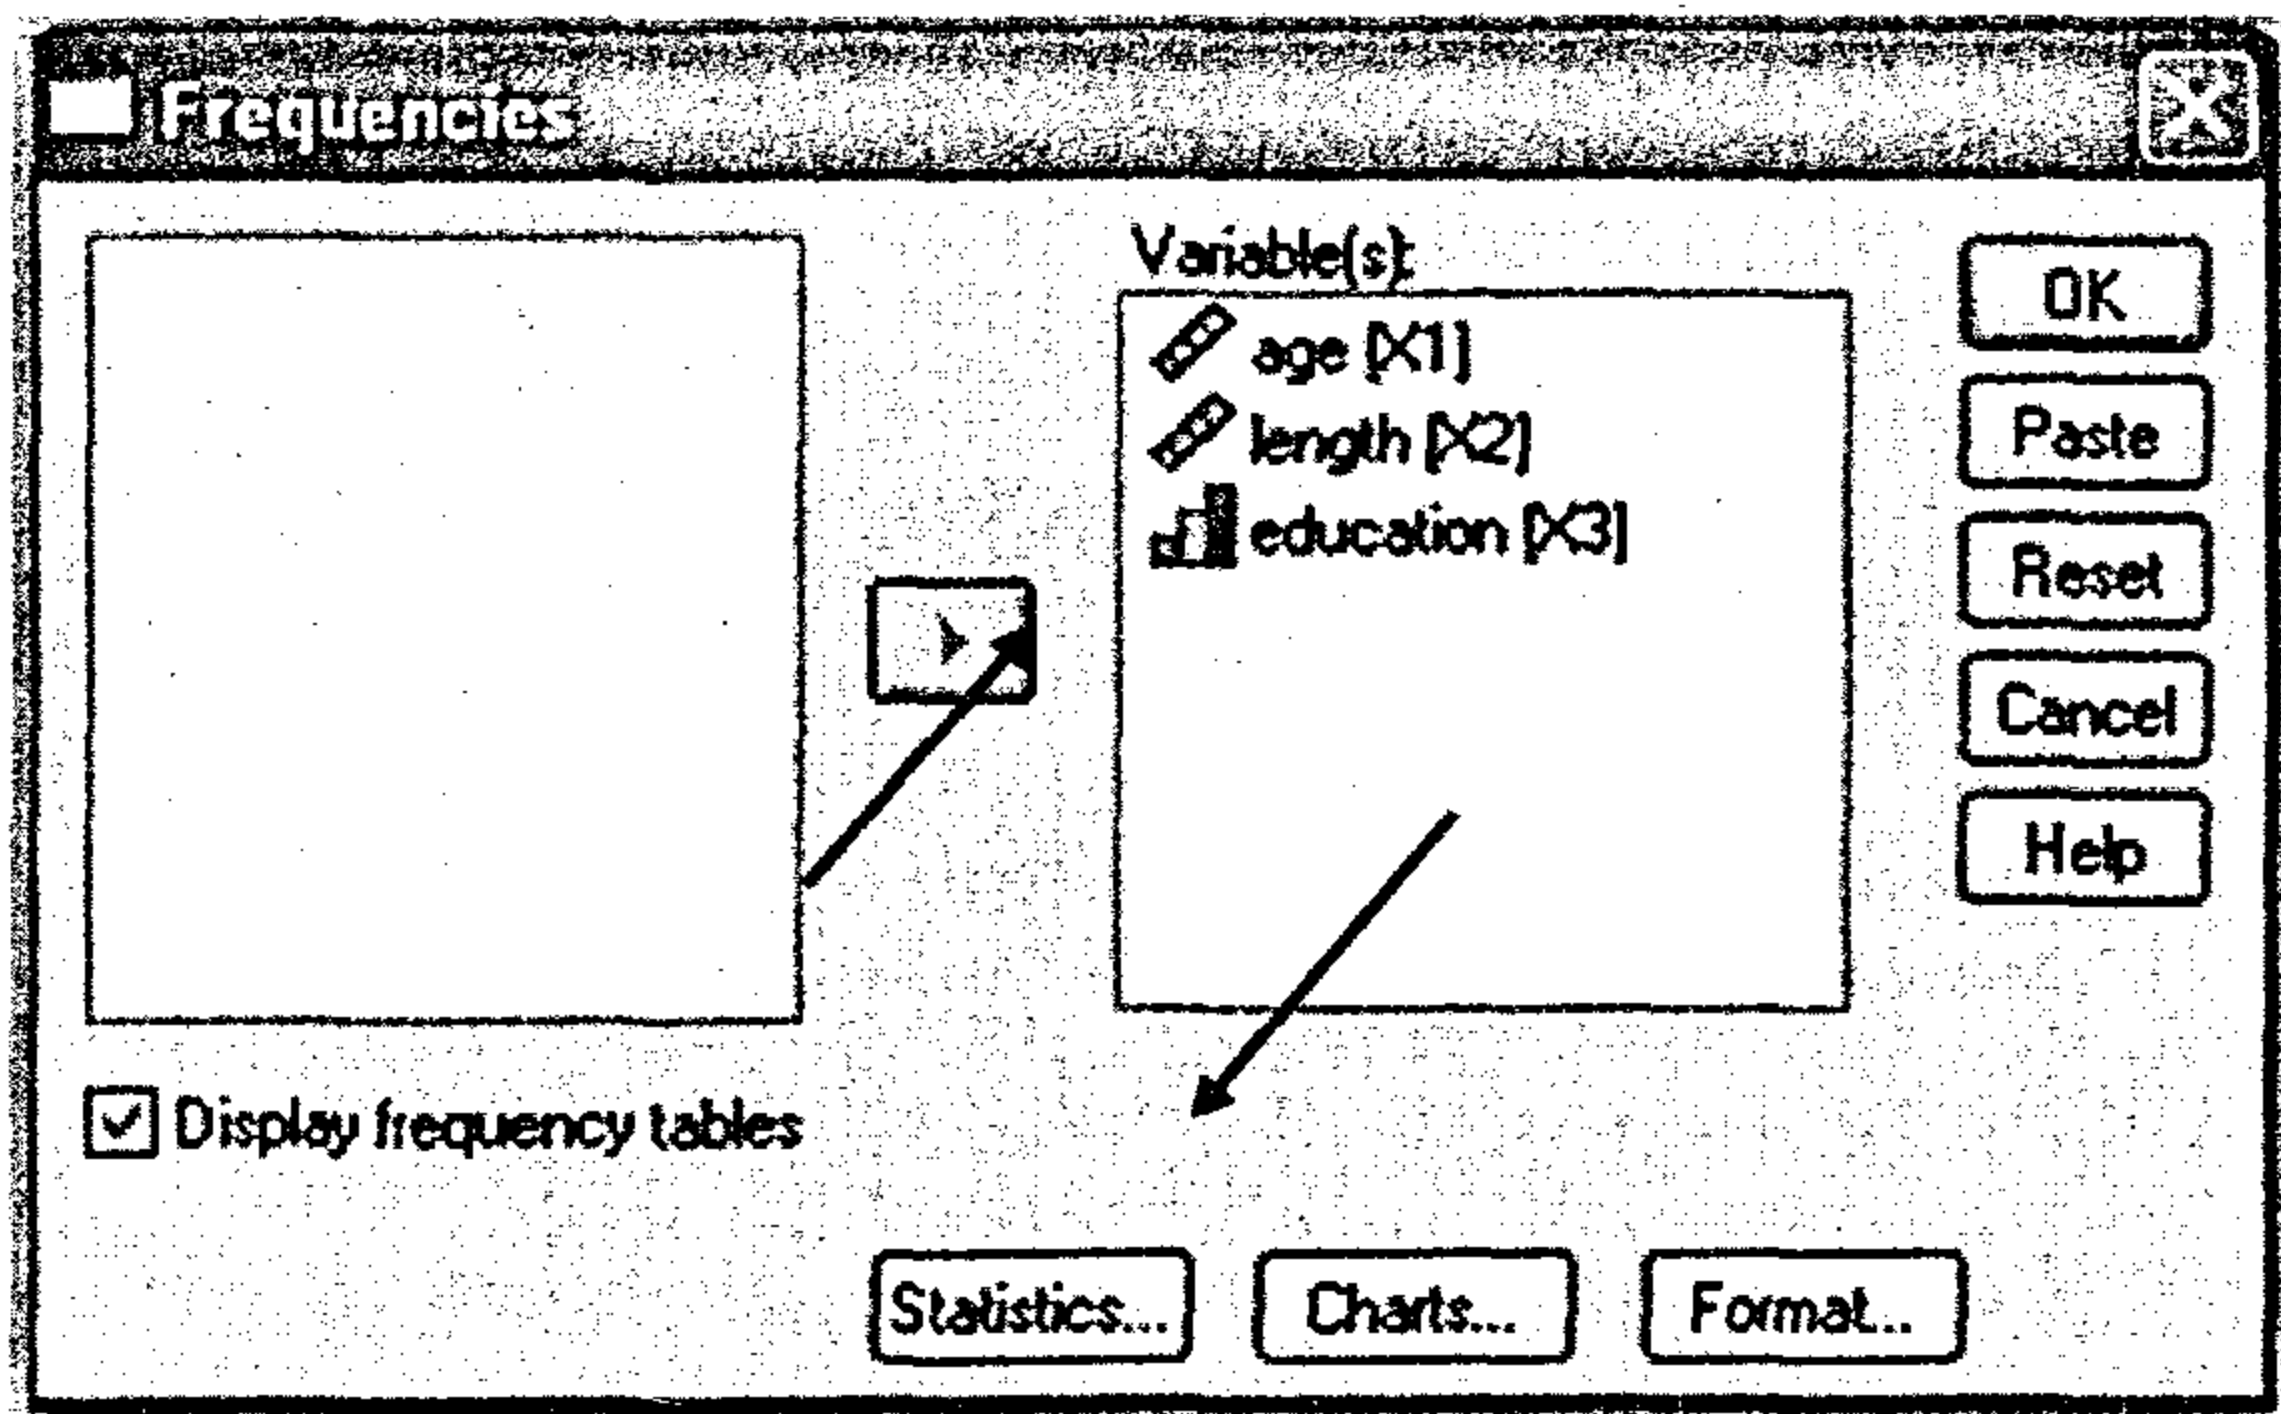 Frequencies
Variable(s):
age [X1]
length [X2]
education [X3]
OK
Paste
Reset
Cancel
Help
Display frequency tables
Statistics...
Charts...
Format...